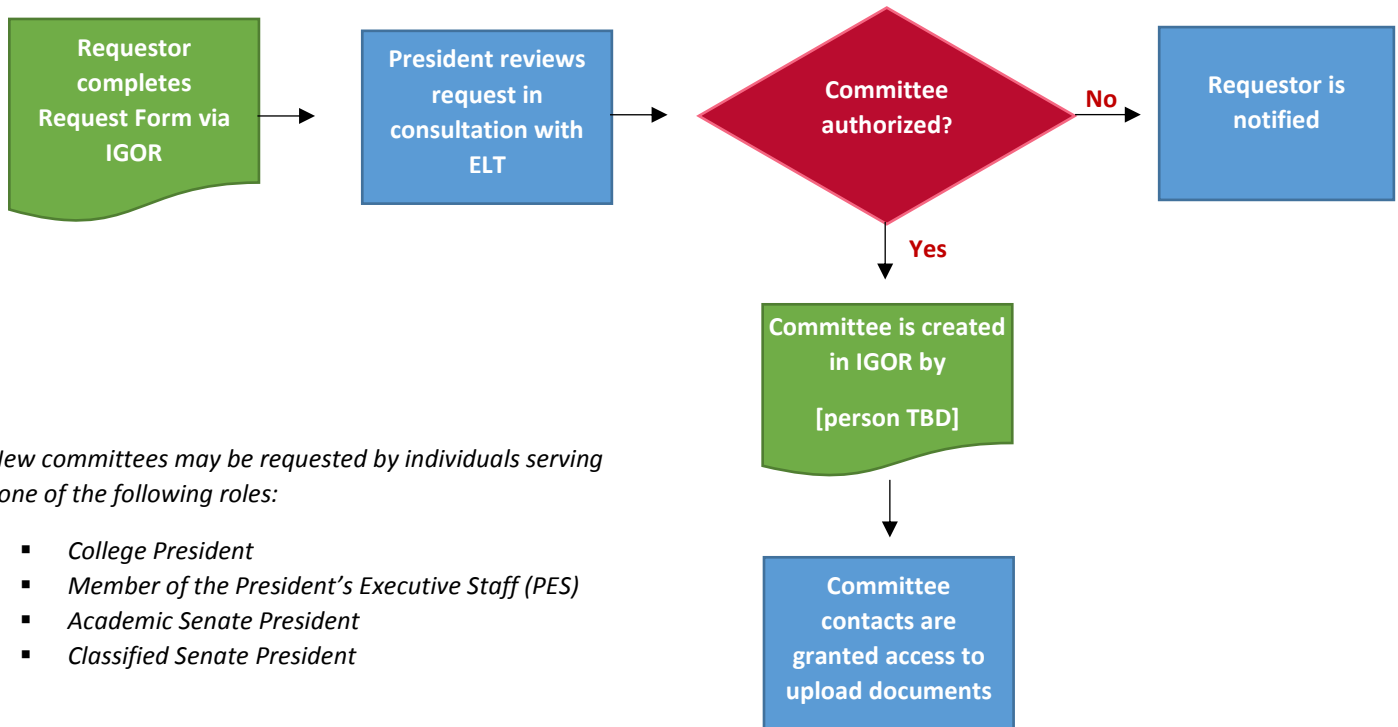 Requestor
completes
Request Form via
IGOR
President reviews
request in
consultation with
ELT
Committee
authorized?
No
Requestor is
notified
Yes
Committee is created
in IGOR by
[person TBD]
Committee
contacts are
granted access to
upload documents
committees may be requested by individuals serving
one of the following roles:
▪ College President
▪ Member of the President’s Executive Staff (PES)
▪ Academic Senate President
▪ Classified Senate President